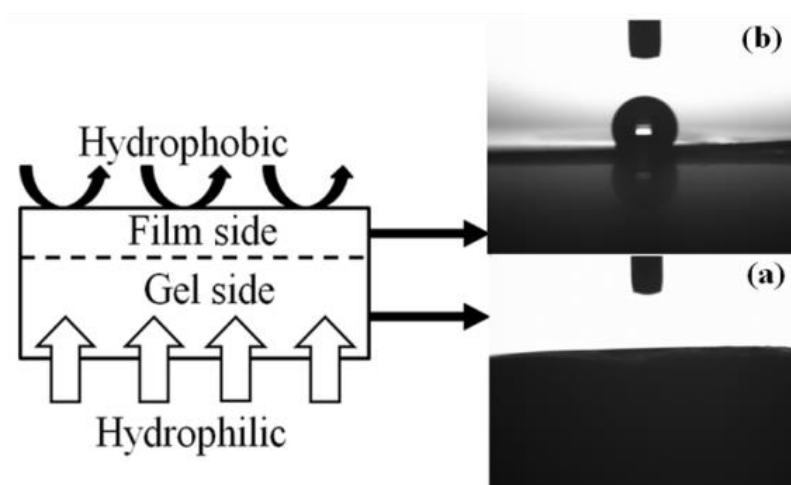 (b)
Hydrophobic
Film side
Gel side
(a)
Hydrophilic